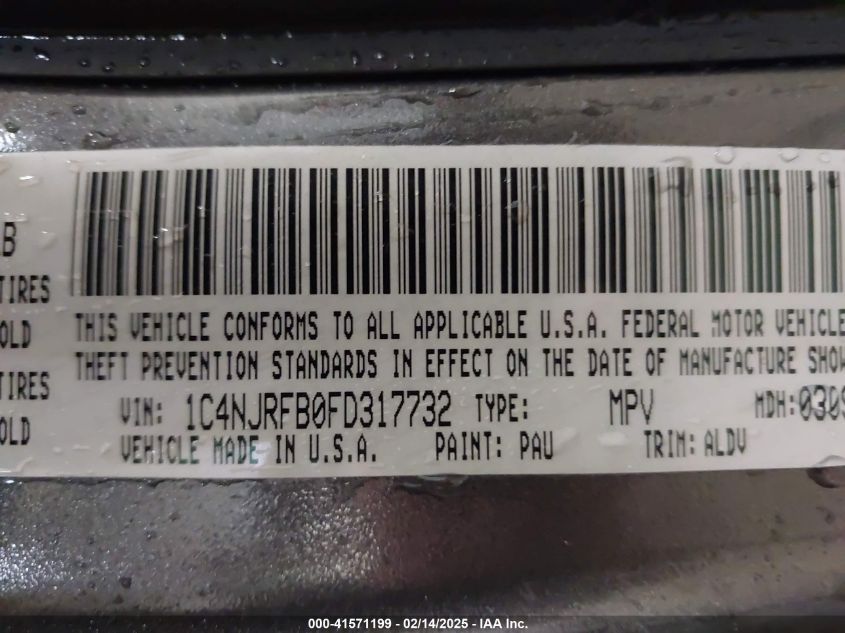 B
TIRES
OLD
TIRES
OLD
THIS VEHICLE CONFORMS TO ALL APPLICABLE U.S.A. FEDERAL MOTOR VEHICLE
THEFT PREVENTION STANDARDS IN EFFECT ON THE DATE OF MANUFACTURE SHOW
VIN: 1C4NJRFB0FD317732 TYPE: MPV MDH:0309
VEHICLE MADE IN U.S.A. PAINT: PAU TRIM: ALDV
000-41571199 | 02/14/2025 - © IAA, Inc.